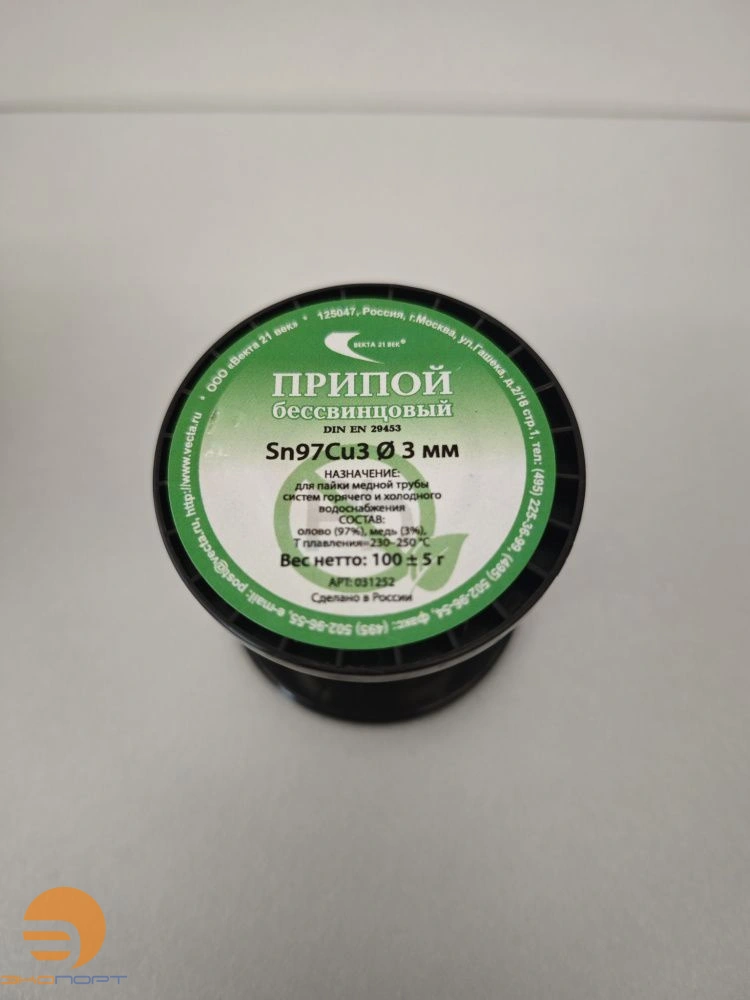 ООО «Векта 21 век» • 125047, Россия, г.Москва, ул.Гашека, д.2/18 стр.1, тел: (495) 225-36-99, (495) 502-96-54, факс: (495) 502-96-55, e-mail: post@vecta.ru, http://www.vecta.ru •
ВЕКТА 21 ВЕК®
ПРИПОЙ
бессвинцовый
DIN EN 29453
Sn97Cu3 Ø 3 мм
НАЗНАЧЕНИЕ:
для пайки медной трубы
систем горячего и холодного
водоснабжения
СОСТАВ:
олово (97%), медь (3%),
Т плавления=230–250 °С
Вес нетто: 100 ± 5 г
АРТ: 031252
Сделано в России
ЭКОПОРТ